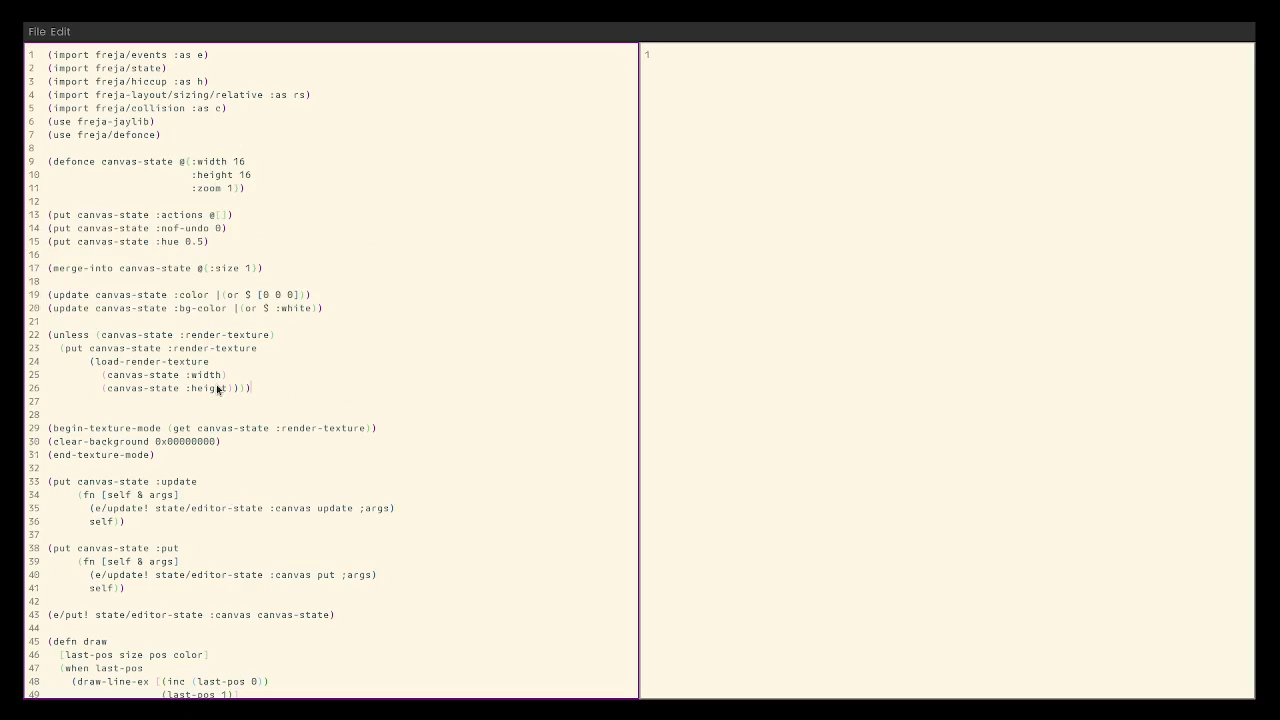 File Edit
1 (import freja/events :as e)
2 (import freja/state)
3 (import freja/hiccup :as h)
4 (import freja-layout/sizing/relative :as rs)
5 (import freja/collision :as c)
6 (use freja-jaylib)
7 (use freja/defonce)
8
9 (defonce canvas-state @{:width 16
10 :height 16
11 :zoom 1})
12
13 (put canvas-state :actions @[])
14 (put canvas-state :nof-undo 0)
15 (put canvas-state :hue 0.5)
16
17 (merge-into canvas-state @{:size 1})
18
19 (update canvas-state :color |(or $ [0 0 0]))
20 (update canvas-state :bg-color |(or $ :white))
21
22 (unless (canvas-state :render-texture)
23 (put canvas-state :render-texture
24 (load-render-texture
25 (canvas-state :width)
26 (canvas-state :height))))
27
28
29 (begin-texture-mode (get canvas-state :render-texture))
30 (clear-background 0x00000000)
31 (end-texture-mode)
32
33 (put canvas-state :update
34 (fn [self & args]
35 (e/update! state/editor-state :canvas update ;args)
36 self))
37
38 (put canvas-state :put
39 (fn [self & args]
40 (e/update! state/editor-state :canvas put ;args)
41 self))
42
43 (e/put! state/editor-state :canvas canvas-state)
44
45 (defn draw
46 [last-pos size pos color]
47 (when last-pos
48 (draw-line-ex [(inc (last-pos 0))
49 (last-pos 1)]
1